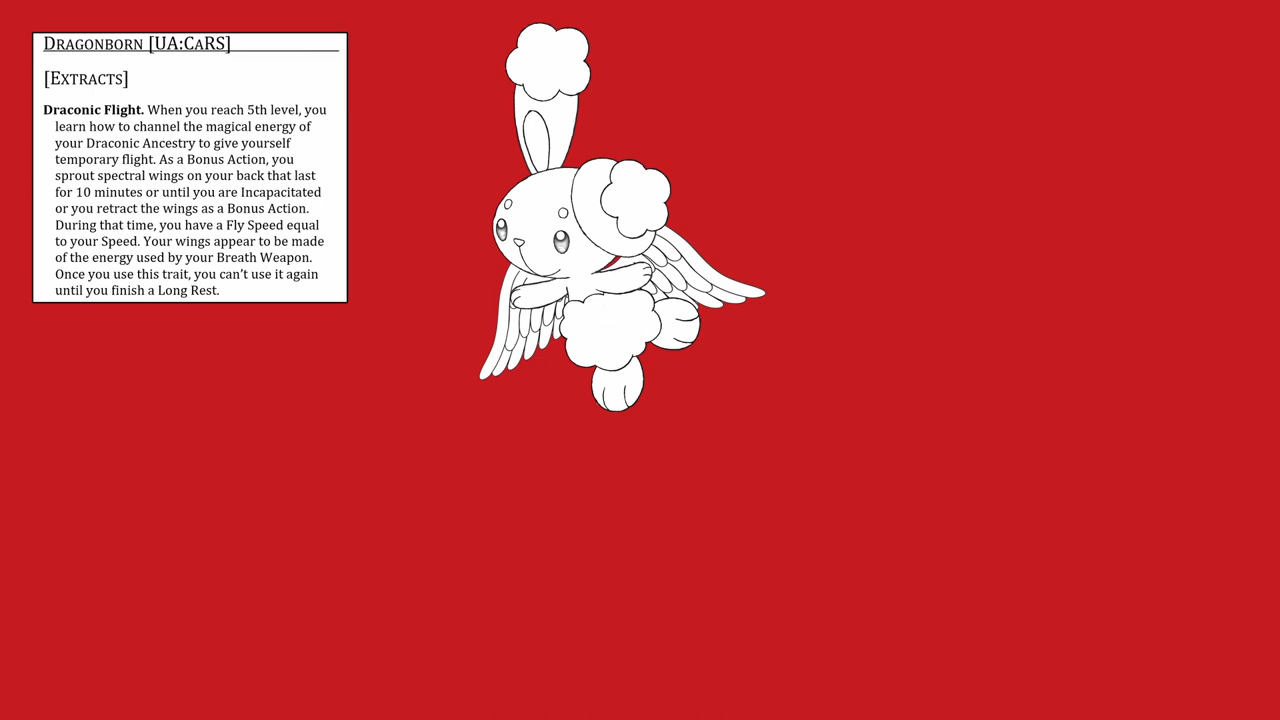 DRAGONBORN [UA:CARS]
[EXTRACTS]
Draconic Flight. When you reach 5th level, you
learn how to channel the magical energy of
your Draconic Ancestry to give yourself
temporary flight. As a Bonus Action, you
sprout spectral wings on your back that last
for 10 minutes or until you are Incapacitated
or you retract the wings as a Bonus Action.
During that time, you have a Fly Speed equal
to your Speed. Your wings appear to be made
of the energy used by your Breath Weapon.
Once you use this trait, you can’t use it again
until you finish a Long Rest.